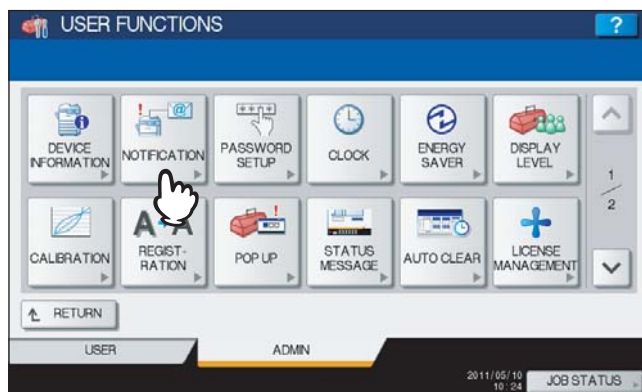 USER FUNCTIONS
?
DEVICE
INFORMATION
NOTIFICATION
PASSWORD
SETUP
CLOCK
ENERGY
SAVER
DISPLAY
LEVEL
1
2
CALIBRATION
REGIST-
RATION
POP UP
STATUS
MESSAGE
AUTO CLEAR
LICENSE
MANAGEMENT
RETURN
USER
ADMIN
2011/05/10
10:24
JOB STATUS